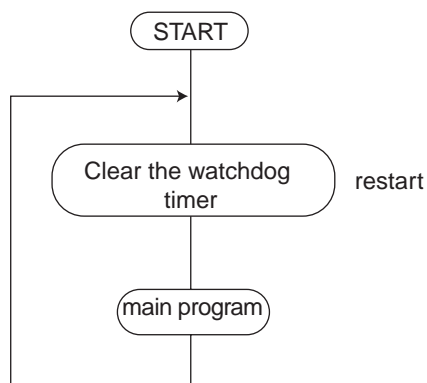 START
Clear the watchdog
timer
restart
main program